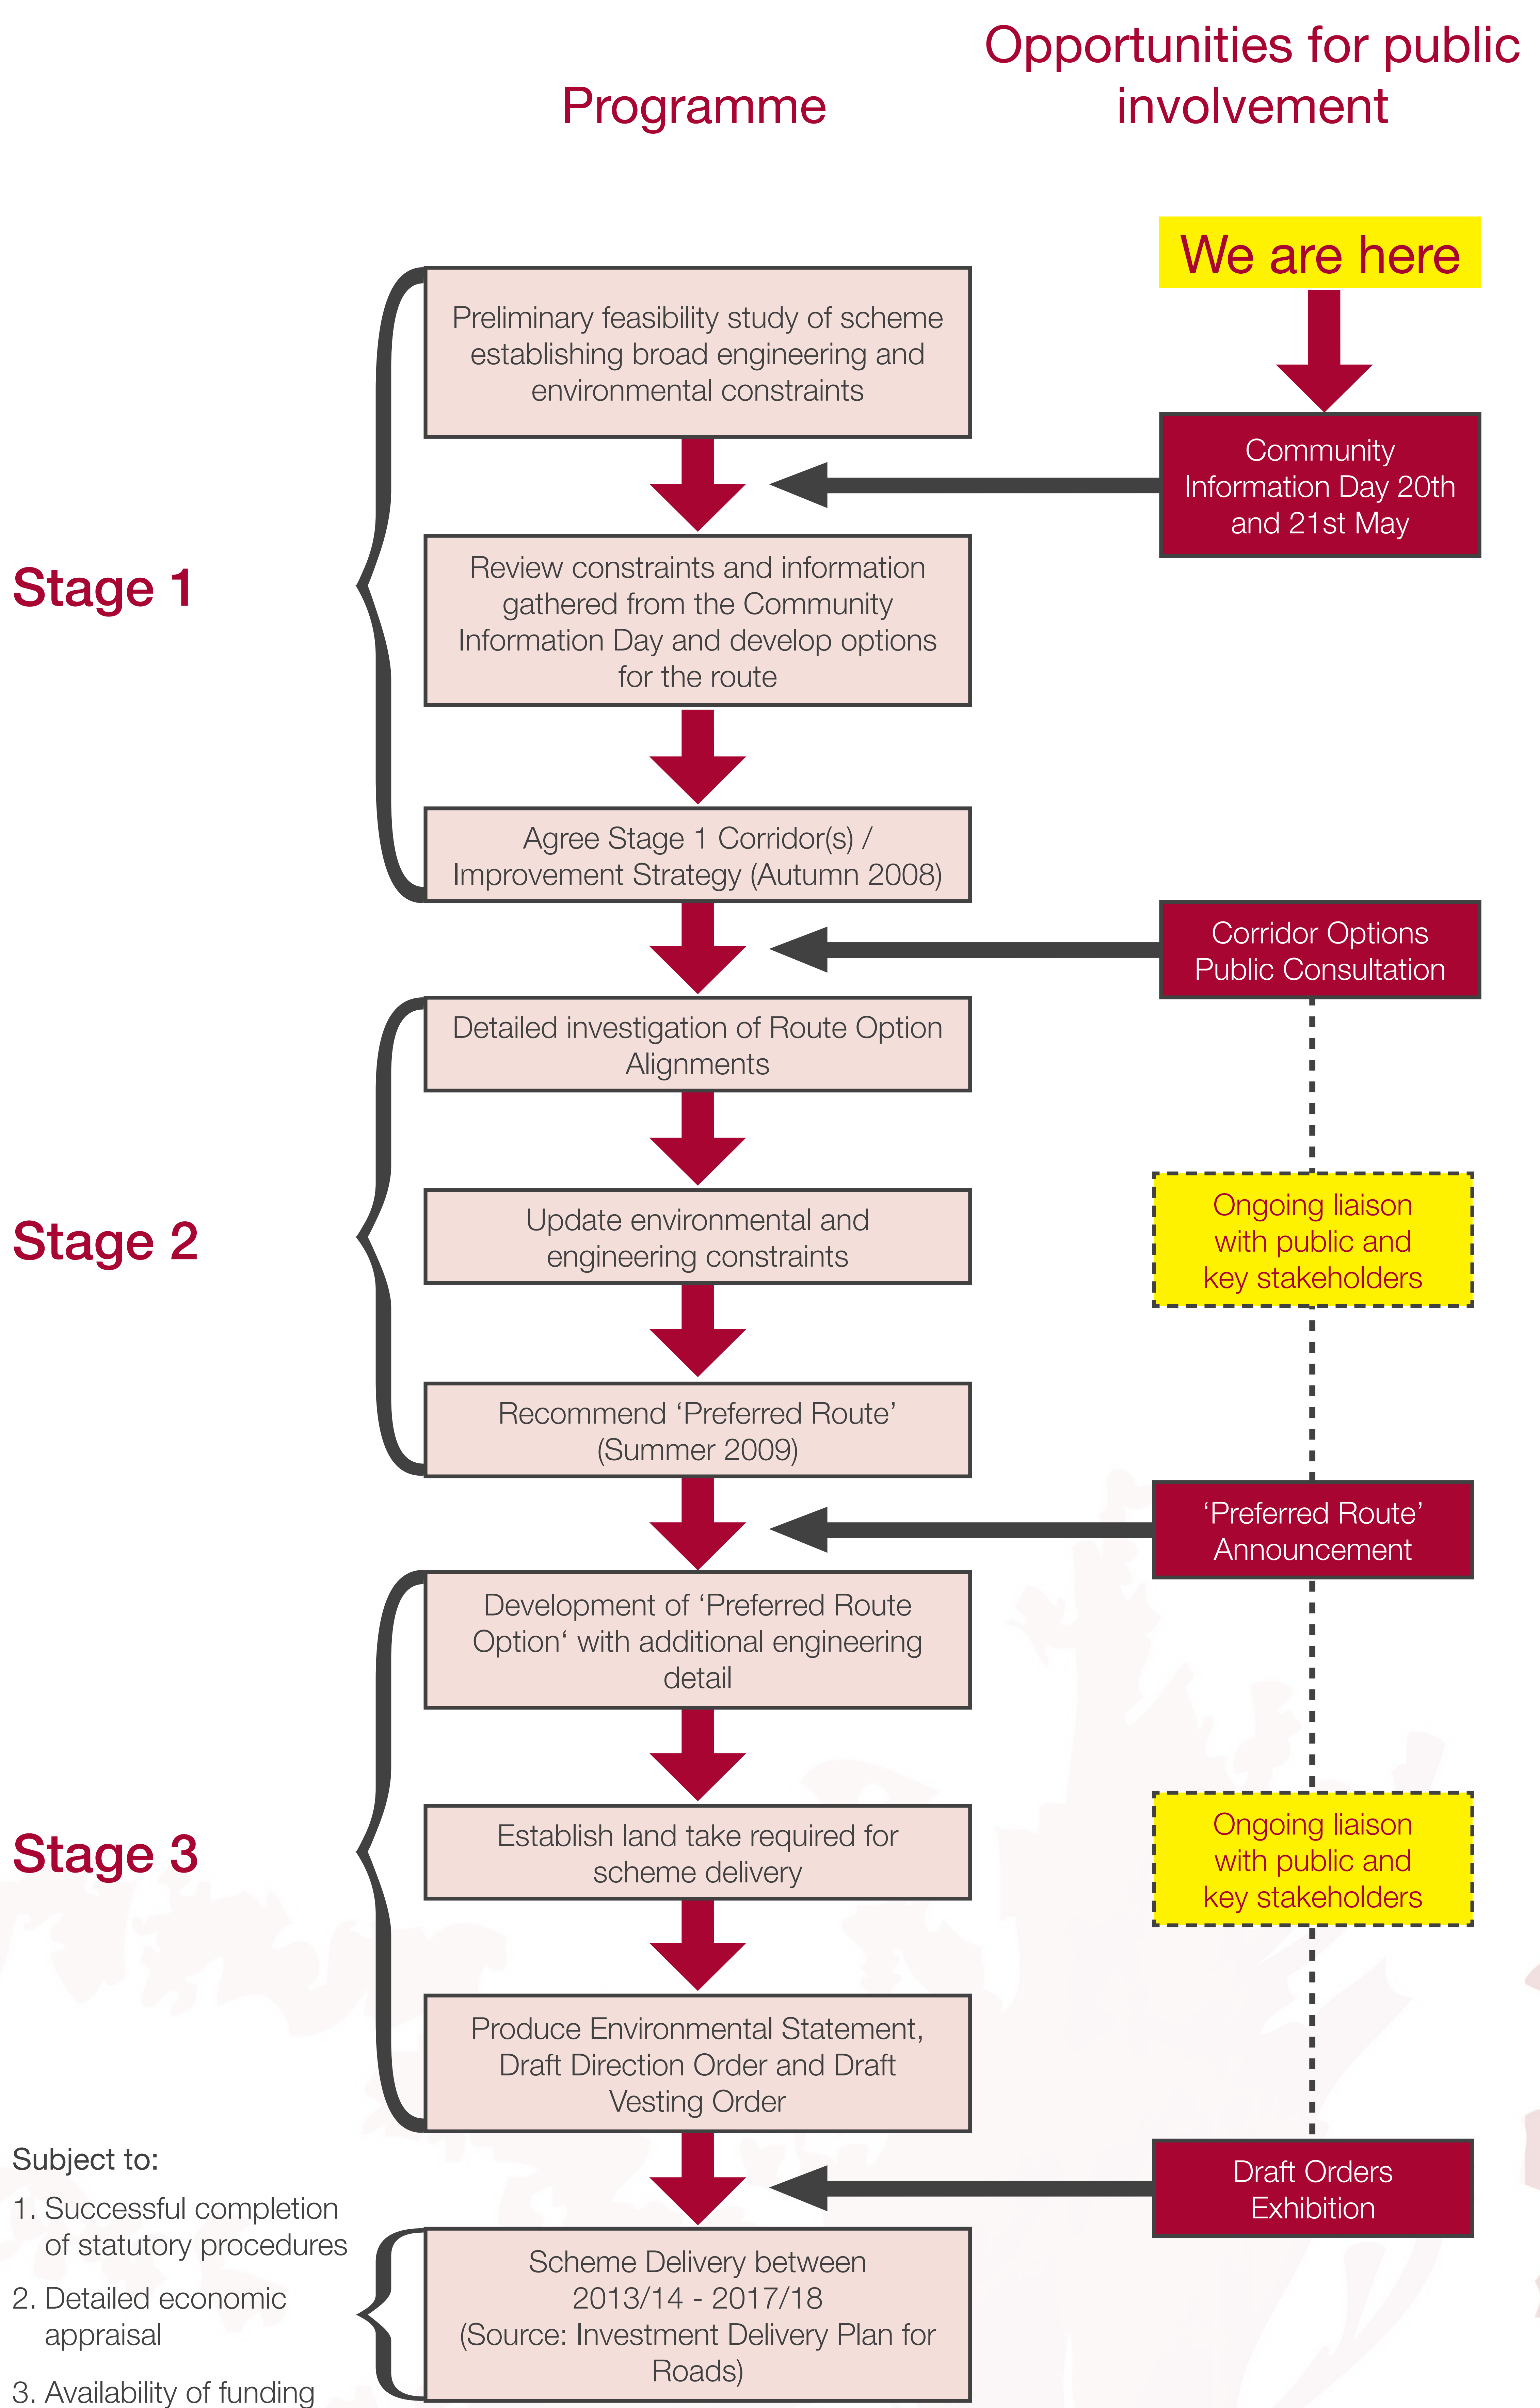 Opportunities for public
involvement
Programme
We are here
Preliminary feasibility study of scheme
establishing broad engineering and
environmental constraints
Community
Information Day 20th
and 21st May
Stage 1
Review constraints and information
gathered from the Community
Information Day and develop options
for the route
Agree Stage 1 Corridor(s) /
Improvement Strategy (Autumn 2008)
Corridor Options
Public Consultation
Stage 2
Detailed investigation of Route Option
Alignments
Update environmental and
engineering constraints
Ongoing liaison
with public and
key stakeholders
Recommend ‘Preferred Route’
(Summer 2009)
‘Preferred Route’
Announcement
Stage 3
Development of ‘Preferred Route
Option‘ with additional engineering
detail
Establish land take required for
scheme delivery
Ongoing liaison
with public and
key stakeholders
Produce Environmental Statement,
Draft Direction Order and Draft
Vesting Order
Draft Orders
Exhibition
Subject to:
1. Successful completion
of statutory procedures
2. Detailed economic
appraisal
3. Availability of funding
Scheme Delivery between
2013/14 - 2017/18
(Source: Investment Delivery Plan for
Roads)